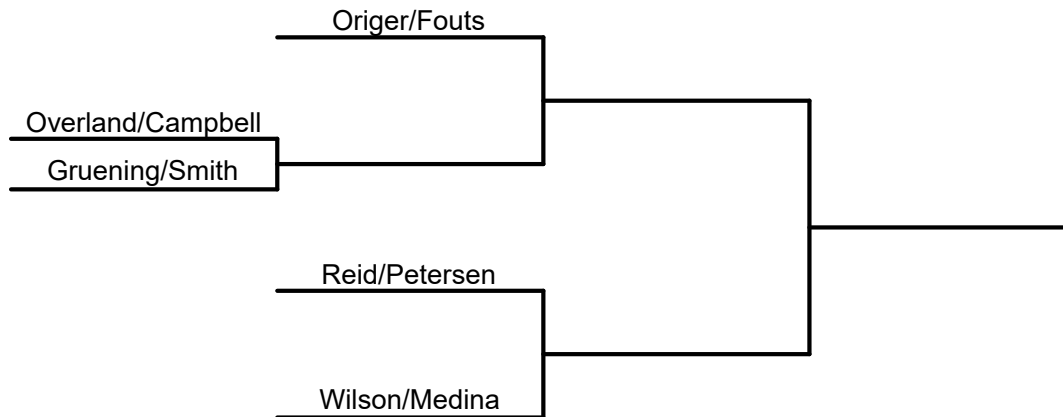 Origer/Fouts
Overland/Campbell
Gruening/Smith
Reid/Petersen
Wilson/Medina